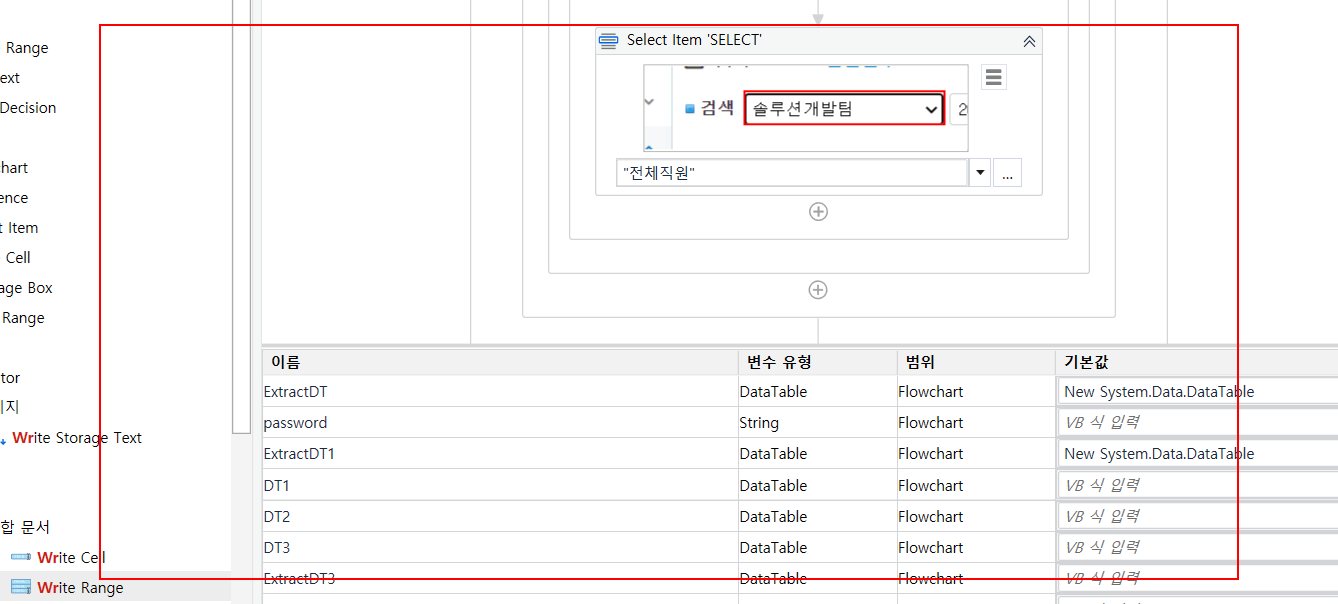 Range
ext
Decision
hart
ence
t Item
Cell
age Box
Range
tor
지
Write Storage Text
합 문서
Write Cell
Write Range
Select Item 'SELECT'
검색 솔루션개발팀 2
"전체직원" ...
이름 변수 유형 범위 기본값
ExtractDT DataTable Flowchart New System.Data.DataTable
password String Flowchart VB 식 입력
ExtractDT1 DataTable Flowchart New System.Data.DataTable
DT1 DataTable Flowchart VB 식 입력
DT2 DataTable Flowchart VB 식 입력
DT3 DataTable Flowchart VB 식 입력
ExtractDT3 DataTable Flowchart VB 식 입력